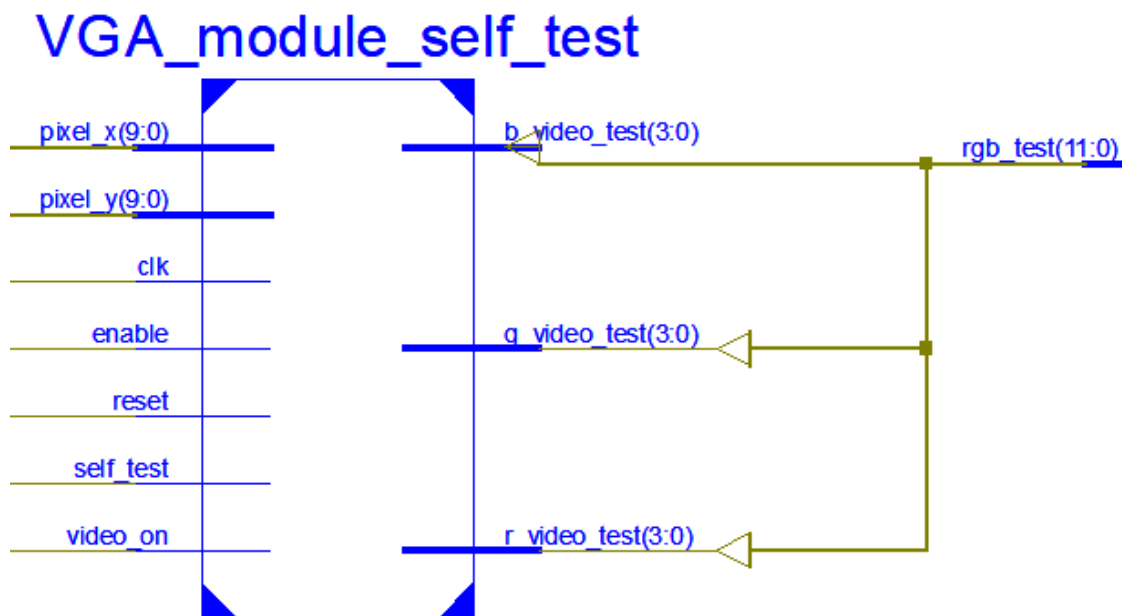 VGA_module_self_test
pixel_x(9:0)
b_video_test(3:0)
rgb_test(11:0)
pixel_y(9:0)
clk
enable
g_video_test(3:0)
reset
self_test
video_on
r_video_test(3:0)